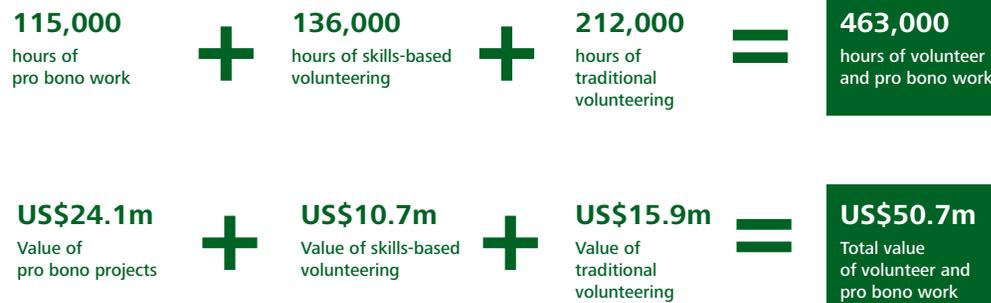 115,000
hours of
pro bono work
+
136,000
hours of skills-based
volunteering
+
212,000
hours of
traditional
volunteering
=
463,000
hours of volunteer
and pro bono work
US$24.1m
Value of
pro bono projects
+
US$10.7m
Value of skills-based
volunteering
+
US$15.9m
Value of
traditional
volunteering
=
US$50.7m
Total value
of volunteer and
pro bono work